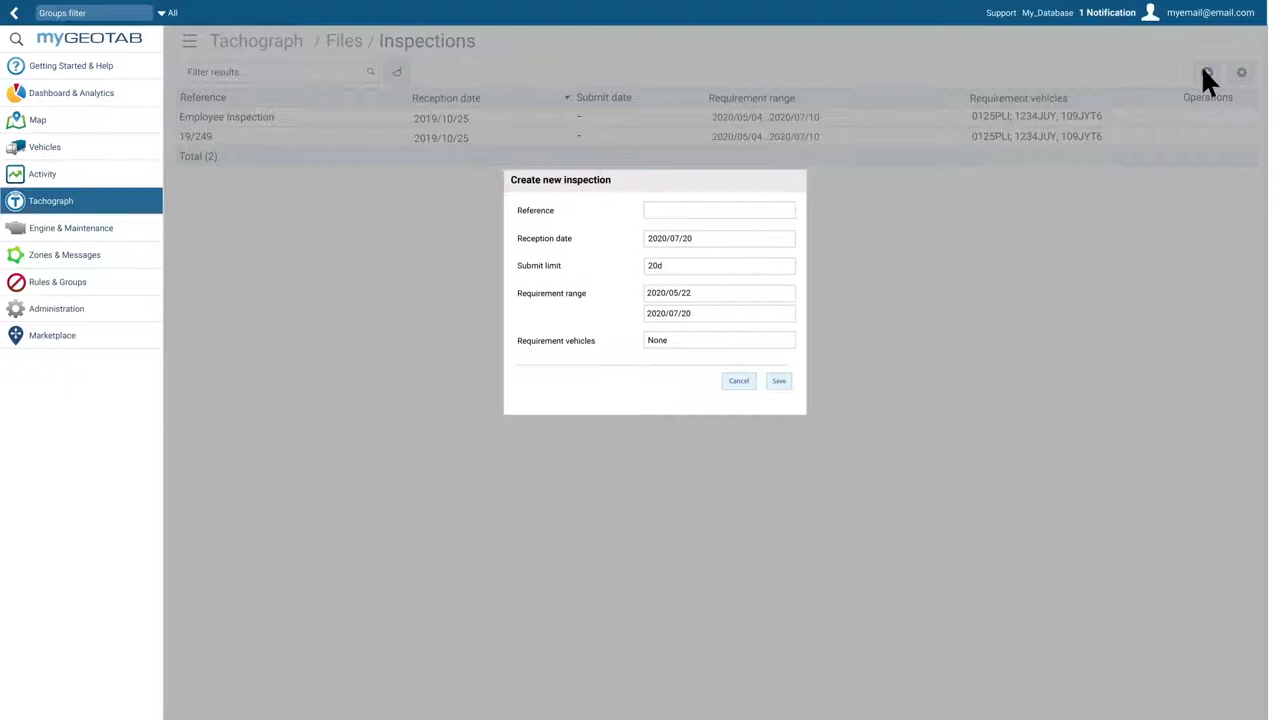 Groups filter
All
Support My_Database 1 Notification myemail@email.com
myGEOTAB
Getting Started & Help
Dashboard & Analytics
Map
Vehicles
Activity
Tachograph
Engine & Maintenance
Zones & Messages
Rules & Groups
Administration
Marketplace
Tachograph / Files / Inspections
Filter results...
Reference Reception date Submit date Requirement range Requirement vehicles Operations
Employee Inspection 2019/10/25 - 2020/05/04...2020/07/10 0125PLI; 1234JUY, 109JYT6
19/249 2019/10/25 - 2020/05/04...2020/07/10 0125PLI; 1234JUY, 109JYT6
Total (2)
Create new inspection
Reference
Reception date 2020/07/20
Submit limit 20d
Requirement range 2020/05/22
2020/07/20
Requirement vehicles None
Cancel Save